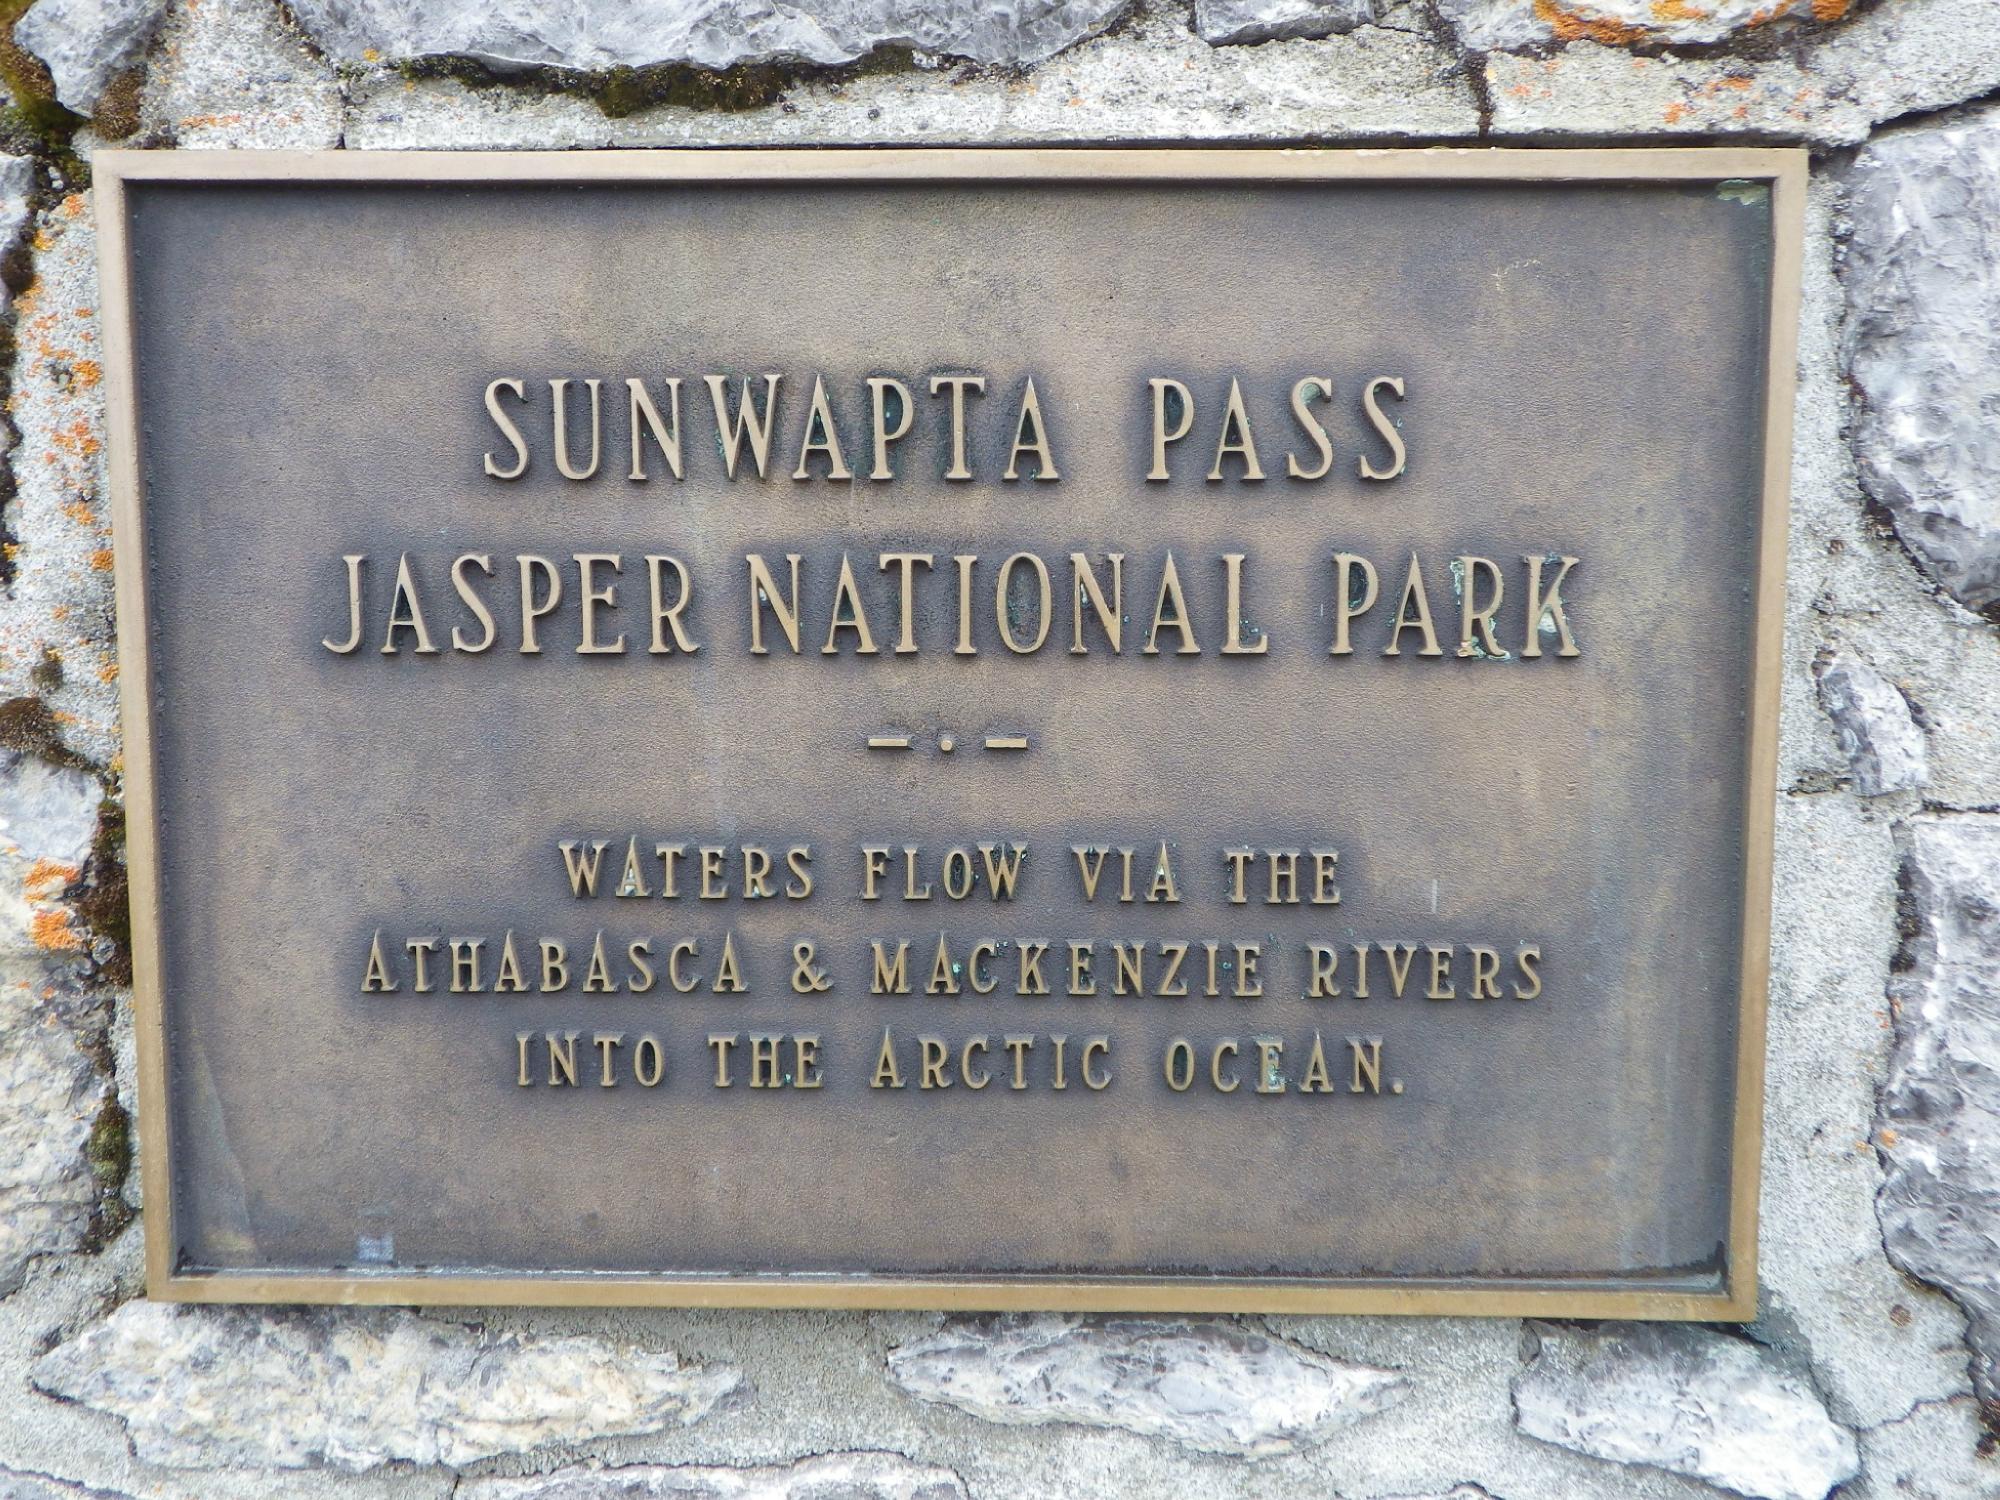 SUNWAPTA PASS
JASPER NATIONAL PARK
– · –
WATERS FLOW VIA THE
ATHABASCA & MACKENZIE RIVERS
INTO THE ARCTIC OCEAN.